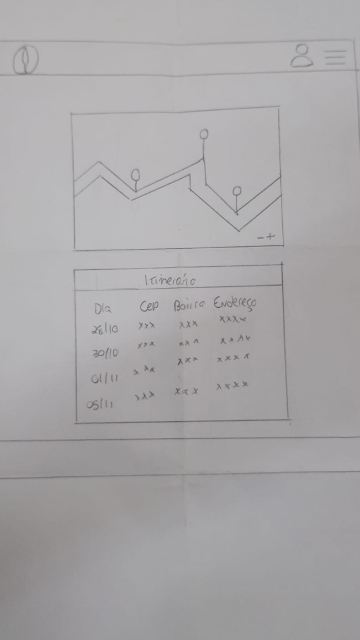 - +
Itinerário
Dia Cep Bairro Endereço
28/10 xxx xxx xxxx
30/10 xxx xxx xxxx
01/11 xxx xxx xxxx
05/11 xxx xxx xxxx